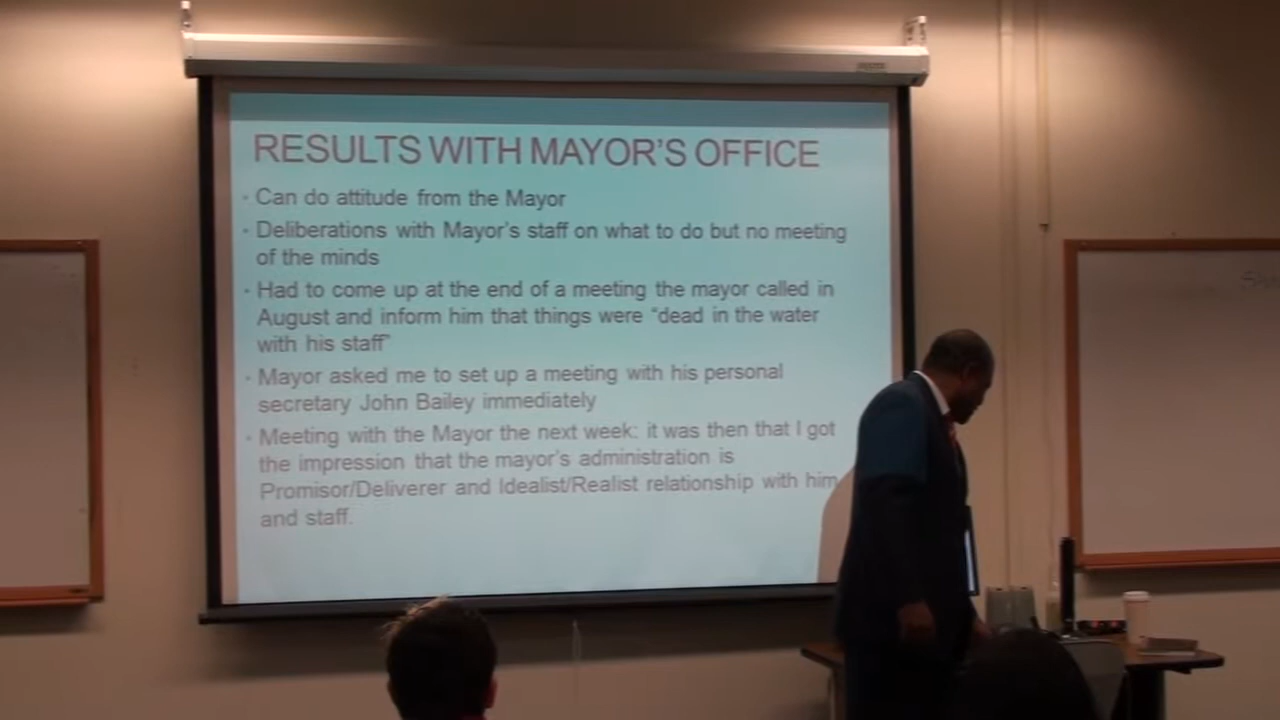 RESULTS WITH MAYOR'S OFFICE
• Can do attitude from the Mayor
• Deliberations with Mayor's staff on what to do but no meeting
of the minds
• Had to come up at the end of a meeting the mayor called in
August and inform him that things were "dead in the water
with his staff"
• Mayor asked me to set up a meeting with his personal
secretary John Bailey immediately
• Meeting with the Mayor the next week: it was then that I got
the impression that the mayor's administration is
Promisor/Deliverer and Idealist/Realist relationship with him
and staff.